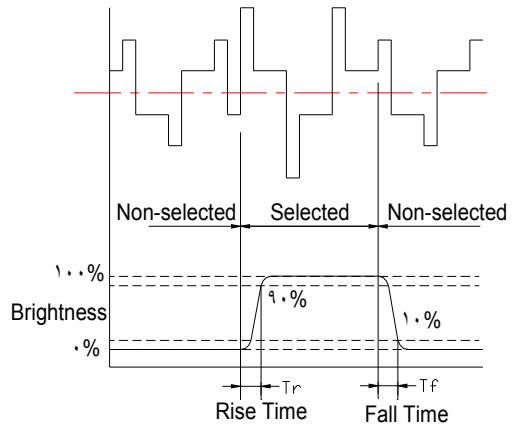 Non-selected Selected Non-selected
١٠٠%
٩٠%
Brightness
١٠%
٠%
Tr Tf
Rise Time Fall Time